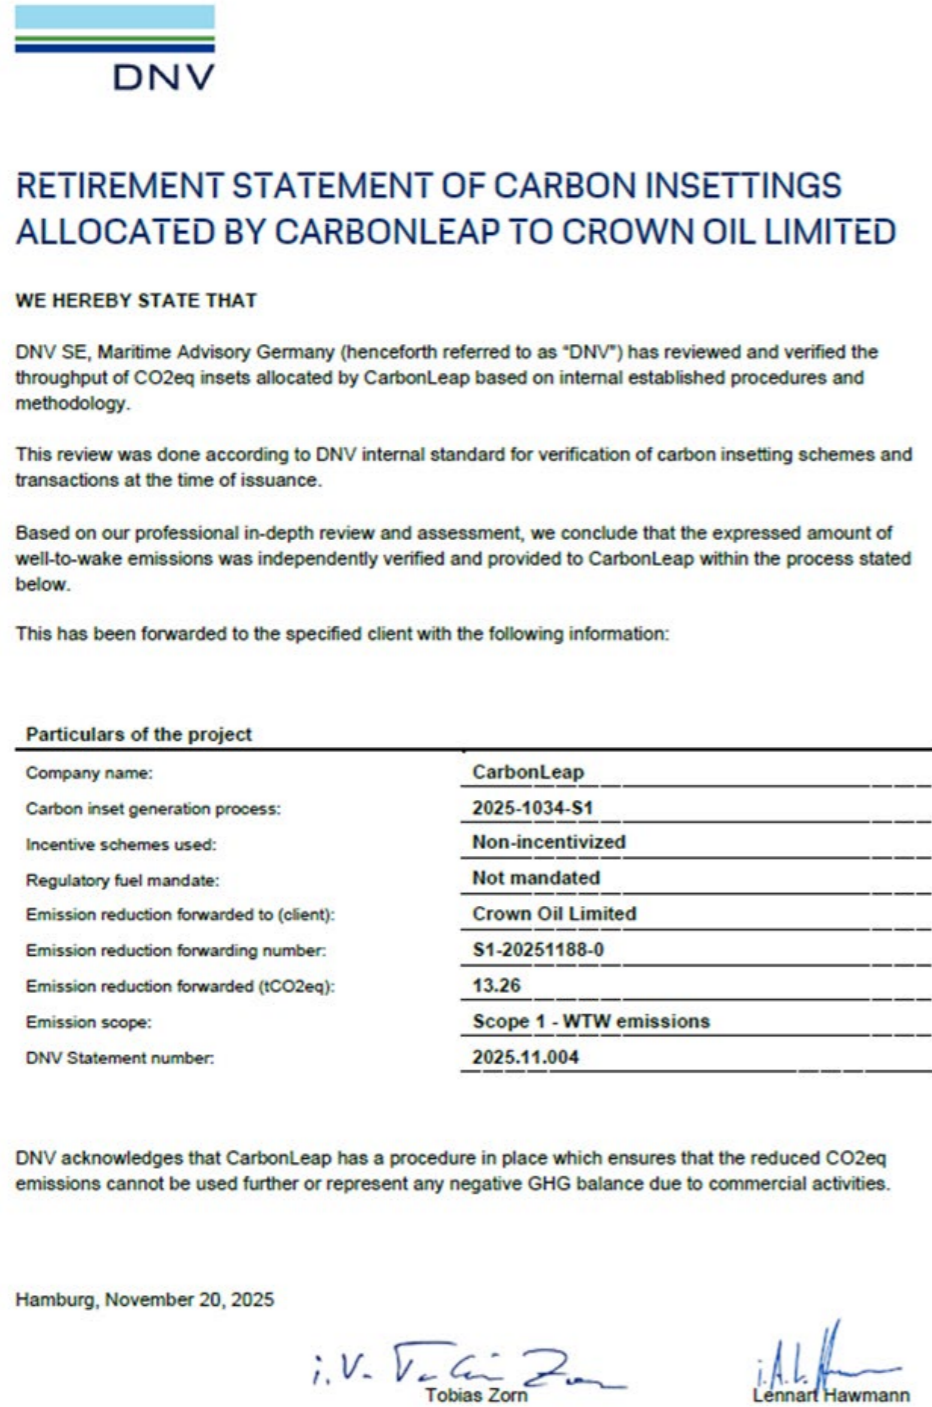 DNV
RETIREMENT STATEMENT OF CARBON INSETTINGS
ALLOCATED BY CARBONLEAP TO CROWN OIL LIMITED
WE HEREBY STATE THAT
DNV SE, Maritime Advisory Germany (henceforth referred to as “DNV”) has reviewed and verified the
throughput of CO2eq insets allocated by CarbonLeap based on internal established procedures and
methodology.
This review was done according to DNV internal standard for verification of carbon insetting schemes and
transactions at the time of issuance.
Based on our professional in-depth review and assessment, we conclude that the expressed amount of
well-to-wake emissions was independently verified and provided to CarbonLeap within the process stated
below.
This has been forwarded to the specified client with the following information:
Particulars of the project
Company name: CarbonLeap
Carbon inset generation process: 2025-1034-S1
Incentive schemes used: Non-incentivized
Regulatory fuel mandate: Not mandated
Emission reduction forwarded to (client): Crown Oil Limited
Emission reduction forwarding number: S1-20251188-0
Emission reduction forwarded (tCO2eq): 13.26
Emission scope: Scope 1 - WTW emissions
DNV Statement number: 2025.11.004
DNV acknowledges that CarbonLeap has a procedure in place which ensures that the reduced CO2eq
emissions cannot be used further or represent any negative GHG balance due to commercial activities.
Hamburg, November 20, 2025
i.V. Tobias Zorn
Tobias Zorn Lennart Hawmann